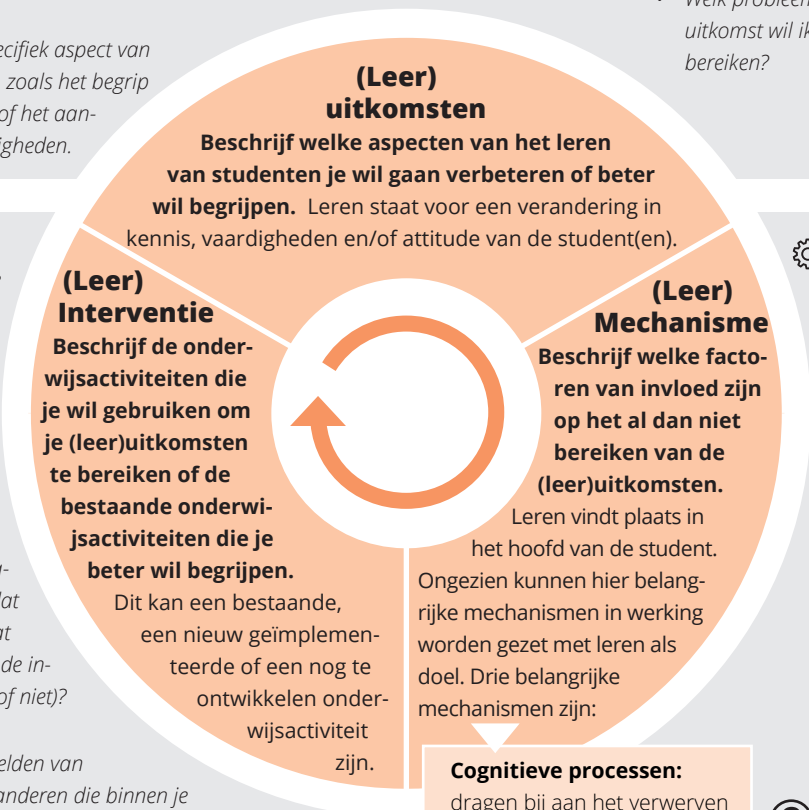 ecifiek aspect van
zoals het begrip
of het aan-
igheden.
Welk probleem
uitkomst wil ik
bereiken?
(Leer)
uitkomsten
Beschrijf welke aspecten van het leren
van studenten je wil gaan verbeteren of beter
wil begrijpen. Leren staat voor een verandering in
kennis, vaardigheden en/of attitude van de student(en).
(Leer)
Interventie
Beschrijf de onder-
wijsactiviteiten die
je wil gebruiken om
je (leer)uitkomsten
te bereiken of de
bestaande onderwi-
jsactiviteiten die je
beter wil begrijpen.
Dit kan een bestaande,
een nieuw geïmplemen-
teerde of een nog te
ontwikkelen onder-
wijsactiviteit
zijn.
(Leer)
Mechanisme
Beschrijf welke facto-
ren van invloed zijn
op het al dan niet
bereiken van de
(leer)uitkomsten.
Leren vindt plaats in
het hoofd van de student.
Ongezien kunnen hier belang-
rijke mechanismen in werking
worden gezet met leren als
doel. Drie belangrijke
mechanismen zijn:
Cognitieve processen:
dragen bij aan het verwerven
de in-
of niet)?
elden van
anderen die binnen je